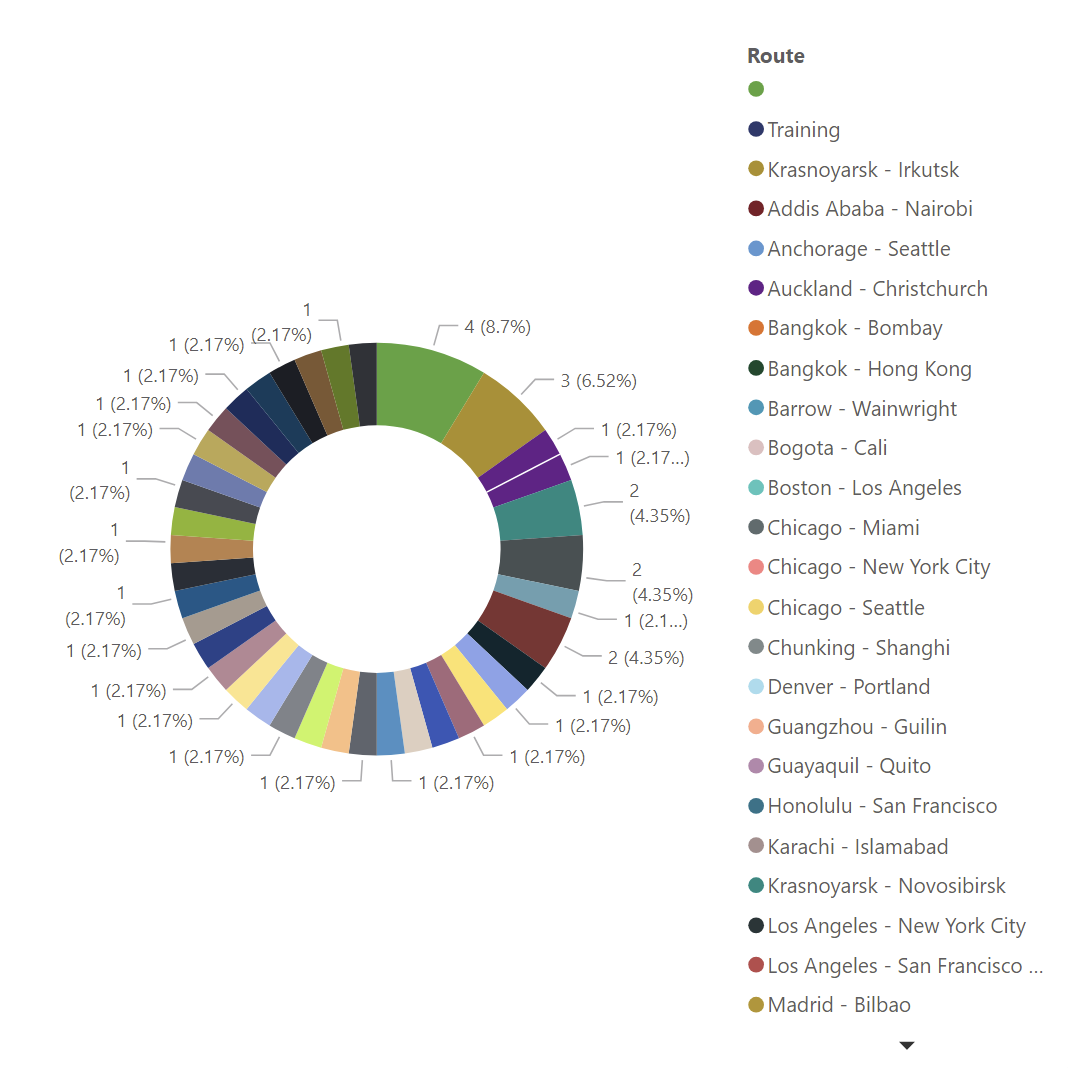 Route
Training
Krasnoyarsk - Irkutsk
Addis Ababa - Nairobi
Anchorage - Seattle
Auckland - Christchurch
Bangkok - Bombay
Bangkok - Hong Kong
Barrow - Wainwright
Bogota - Cali
Boston - Los Angeles
Chicago - Miami
Chicago - New York City
Chicago - Seattle
Chunking - Shanghi
Denver - Portland
Guangzhou - Guilin
Guayaquil - Quito
Honolulu - San Francisco
Karachi - Islamabad
Krasnoyarsk - Novosibirsk
Los Angeles - New York City
Los Angeles - San Francisco ...
Madrid - Bilbao
4 (8.7%)
3 (6.52%)
1 (2.17%)
1 (2.17...)
2
(4.35%)
2
(4.35%)
1 (2.1...)
2 (4.35%)
1 (2.17%)
1 (2.17%)
1 (2.17%)
1 (2.17%)
1 (2.17%)
1 (2.17%)
1 (2.17%)
1 (2.17%)
1 (2.17%)
1
(2.17%)
1
(2.17%)
1
(2.17%)
1 (2.17%)
1 (2.17%)
1 (2.17%)
1 (2.17%)
1
(2.17%)